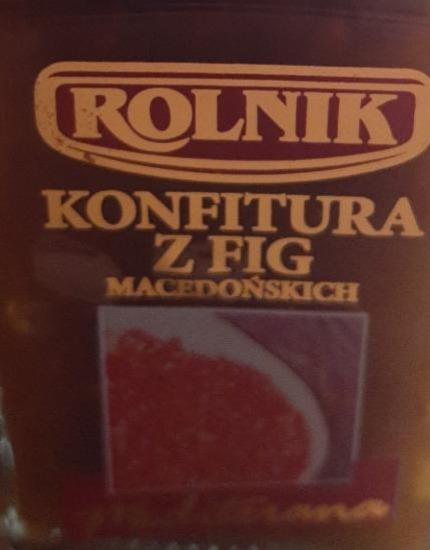 ROLNIK
KONFITURA
Z FIG
MACEDOŃSKICH